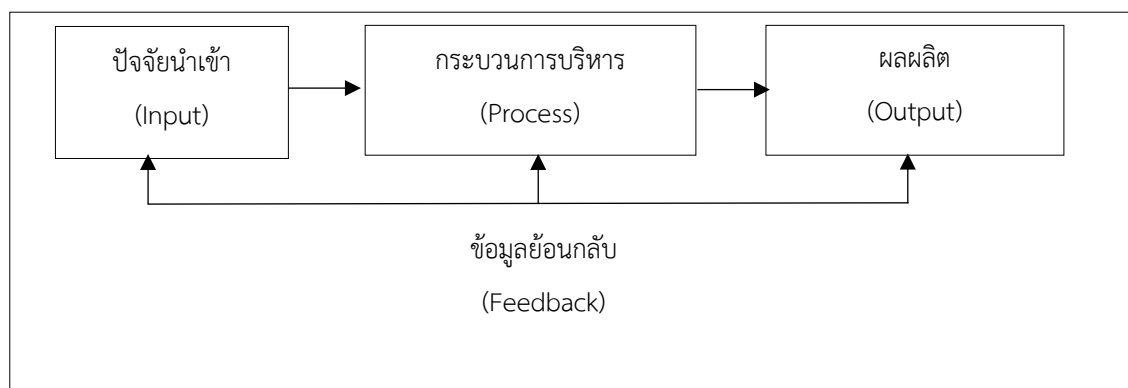 ปัจจัยนำเข้า
(Input)
กระบวนการบริหาร
(Process)
ผลผลิต
(Output)
ข้อมูลย้อนกลับ
(Feedback)